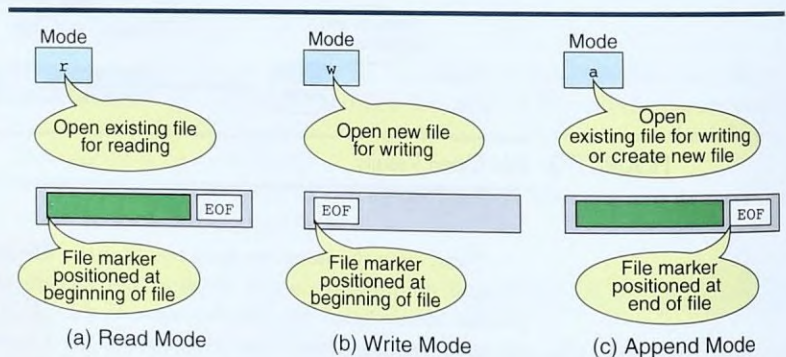 Mode
r
Open existing file
for reading
EOF
File marker
positioned at
beginning of file
(a) Read Mode
Mode
w
Open new file
for writing
EOF
File marker
positioned at
beginning of file
(b) Write Mode
Mode
a
Open
existing file for writing
or create new file
EOF
File marker
positioned at
end of file
(c) Append Mode